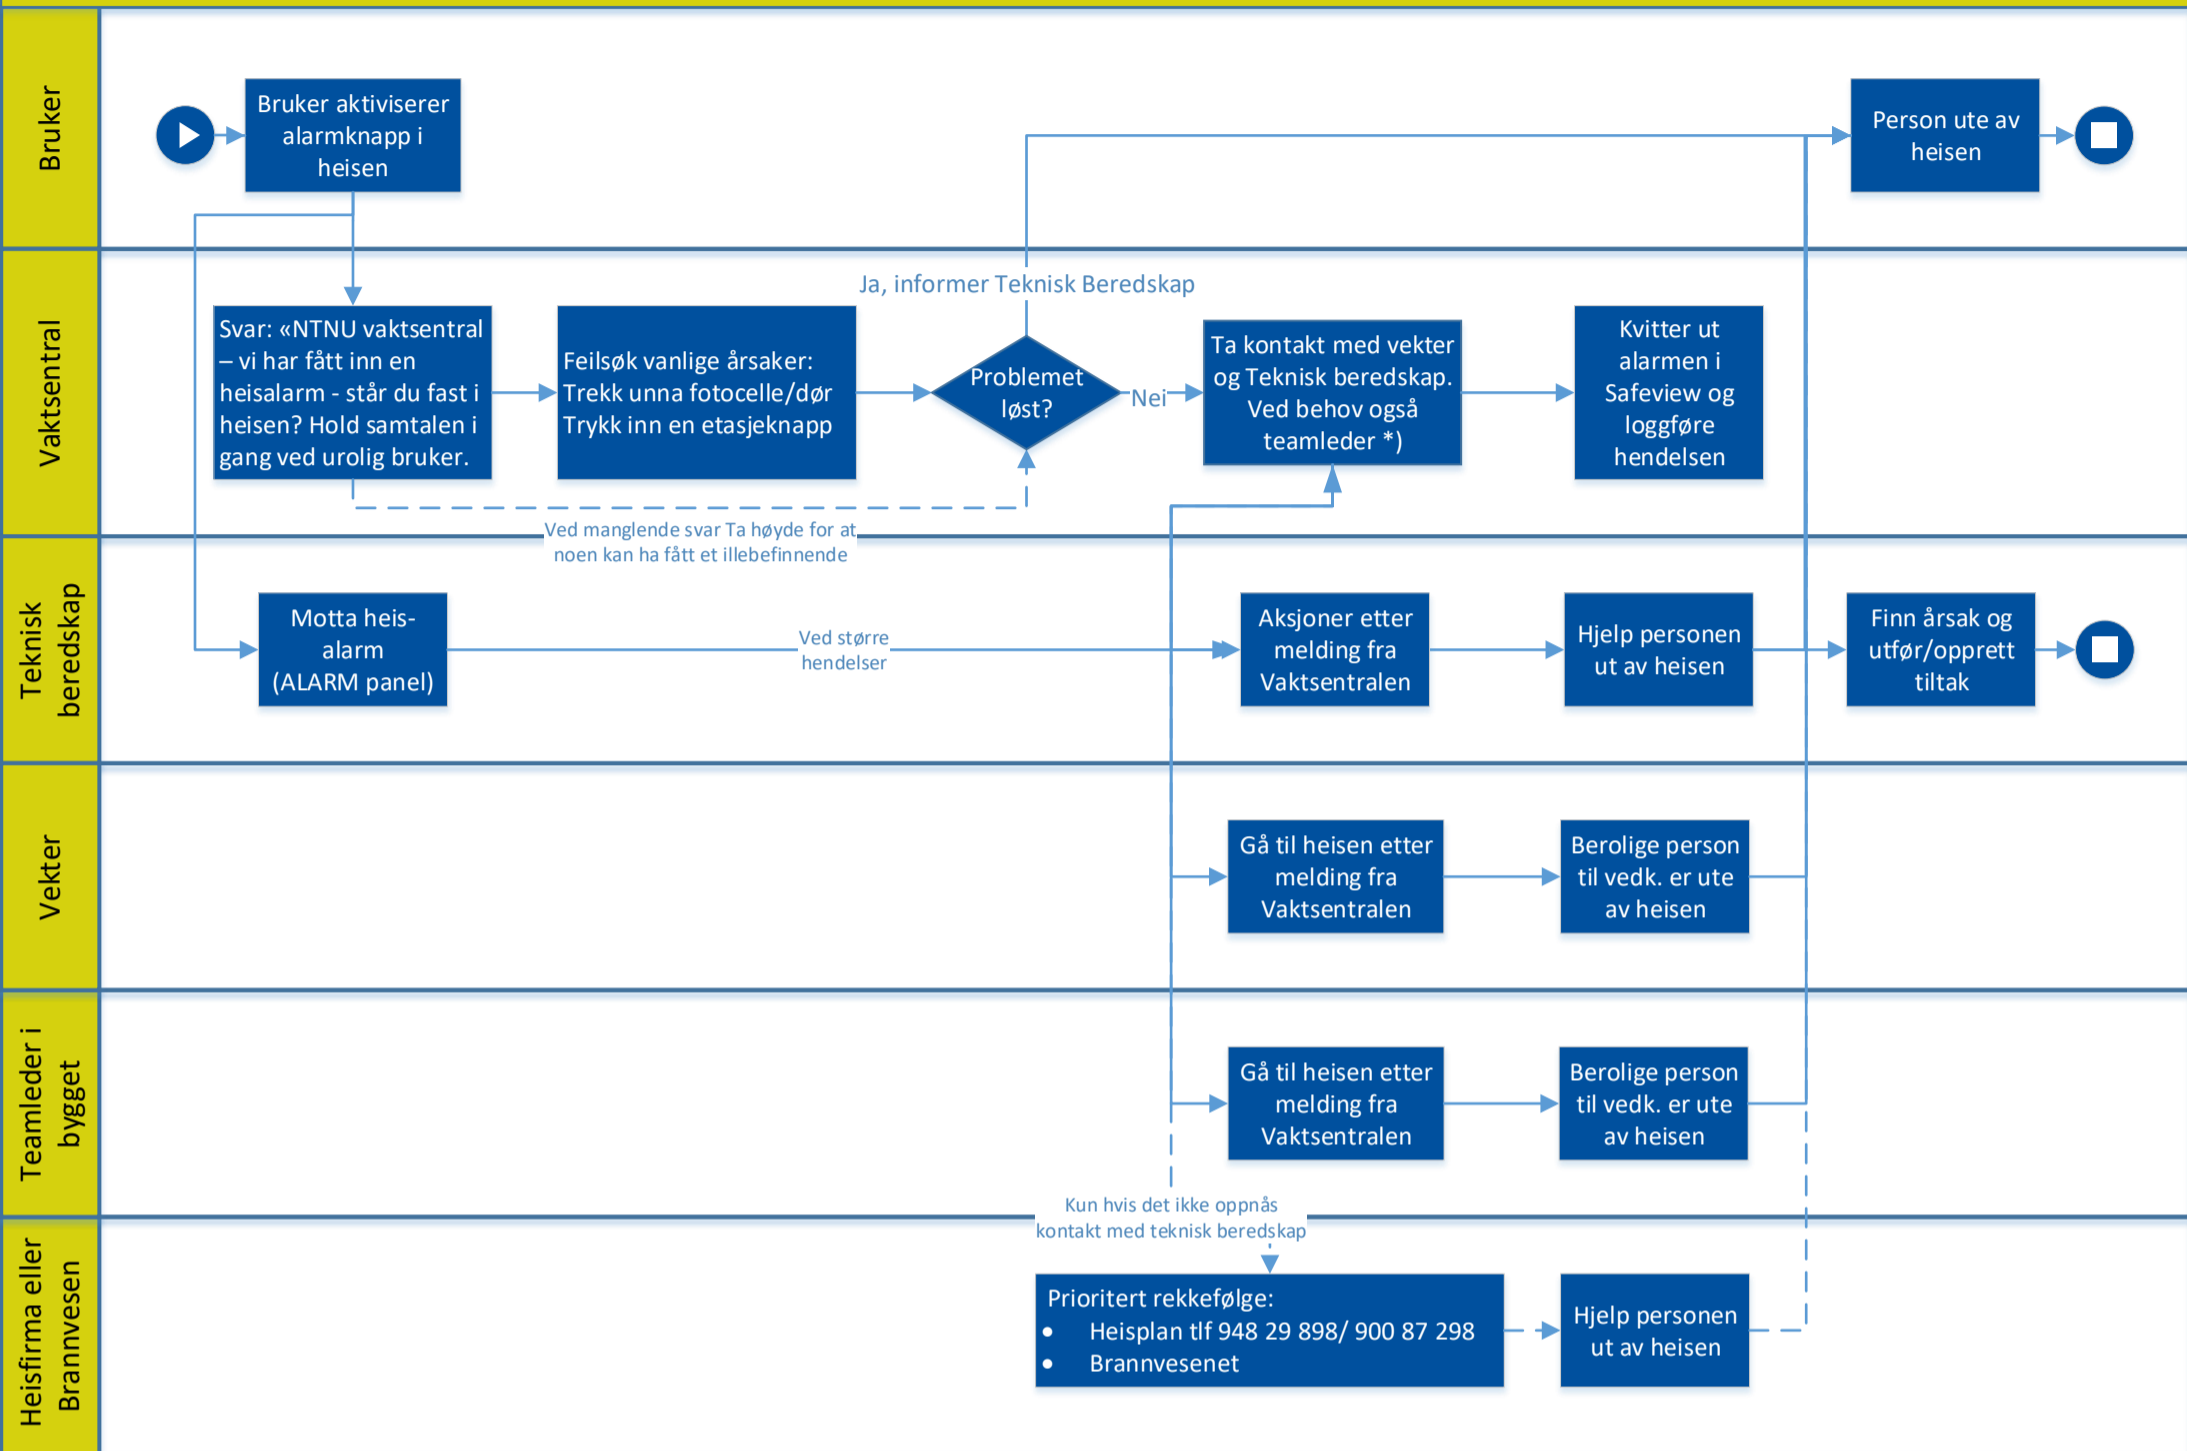 Bruker
Bruker aktiviserer
alarmknapp i
heisen
Person ute av
heisen
Vaktsentral
Svar: «NTNU vaktsentral
– vi har fått inn en
heisalarm - står du fast i
heisen? Hold samtalen i
gang ved urolig bruker.
Feilsøk vanlige årsaker:
Trekk unna fotocelle/dør
Trykk inn en etasjeknapp
Ja, informer Teknisk Beredskap
Problemet
løst?
Nei
Ta kontakt med vekter
og Teknisk beredskap.
Ved behov også
teamleder *)
Kvitter ut
alarmen i
Safeview og
loggføre
hendelsen
Ved manglende svar Ta høyde for at
noen kan ha fått et illebefinnende
Teknisk
beredskap
Motta heis-
alarm
(ALARM panel)
Ved større
hendelser
Aksjoner etter
melding fra
Vaktsentralen
Hjelp personen
ut av heisen
Finn årsak og
utfør/opprett
tiltak
Vekter
Gå til heisen etter
melding fra
Vaktsentralen
Berolige person
til vedk. er ute
av heisen
Teamleder i
bygget
Gå til heisen etter
melding fra
Vaktsentralen
Berolige person
til vedk. er ute
av heisen
Kun hvis det ikke oppnås
kontakt med teknisk beredskap
Heisfirma eller
Brannvesen
Prioritert rekkefølge:
• Heisplan tlf 948 29 898/ 900 87 298
• Brannvesenet
Hjelp personen
ut av heisen